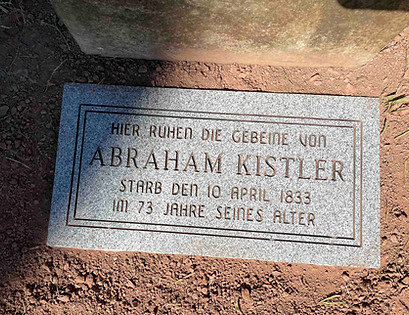 HIER RUHEN DIE GEBEINE VON
ABRAHAM KISTLER
STARB DEN 10 APRIL 1833
IM 73 JAHRE SEINES ALTER